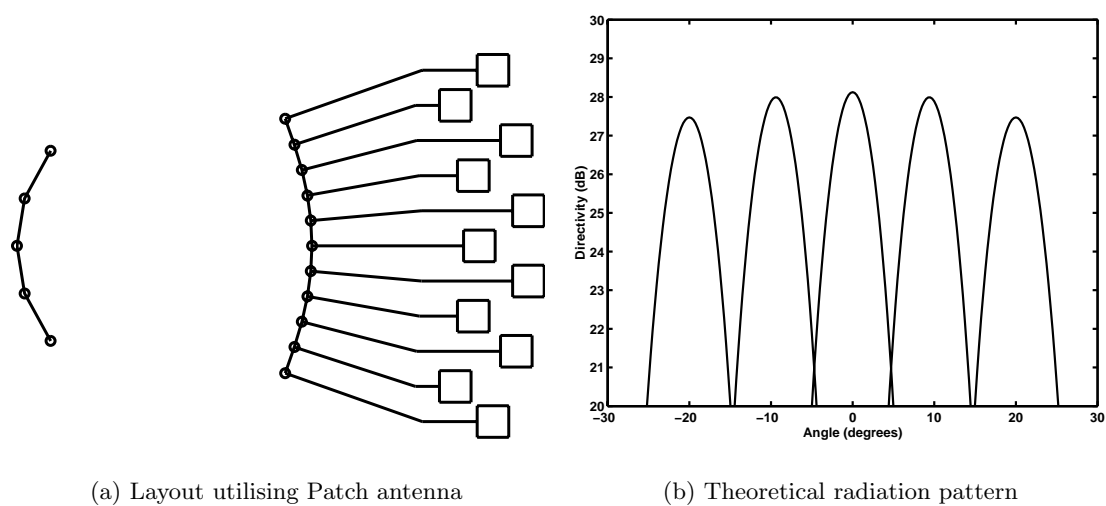 30
29
28
27
26
25
24
23
22
21
20
Directivity (dB)
−30 −20 −10 0 10 20 30
Angle (degrees)
(a) Layout utilising Patch antenna
(b) Theoretical radiation pattern